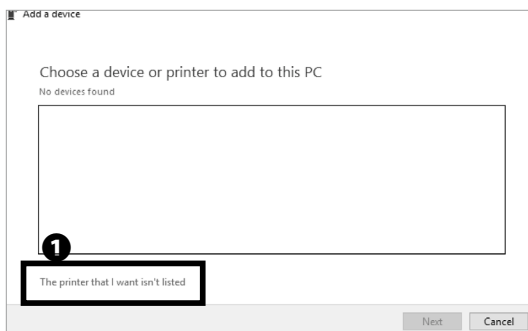 Add a device
Choose a device or printer to add to this PC
No devices found
1
The printer that I want isn't listed
Next Cancel